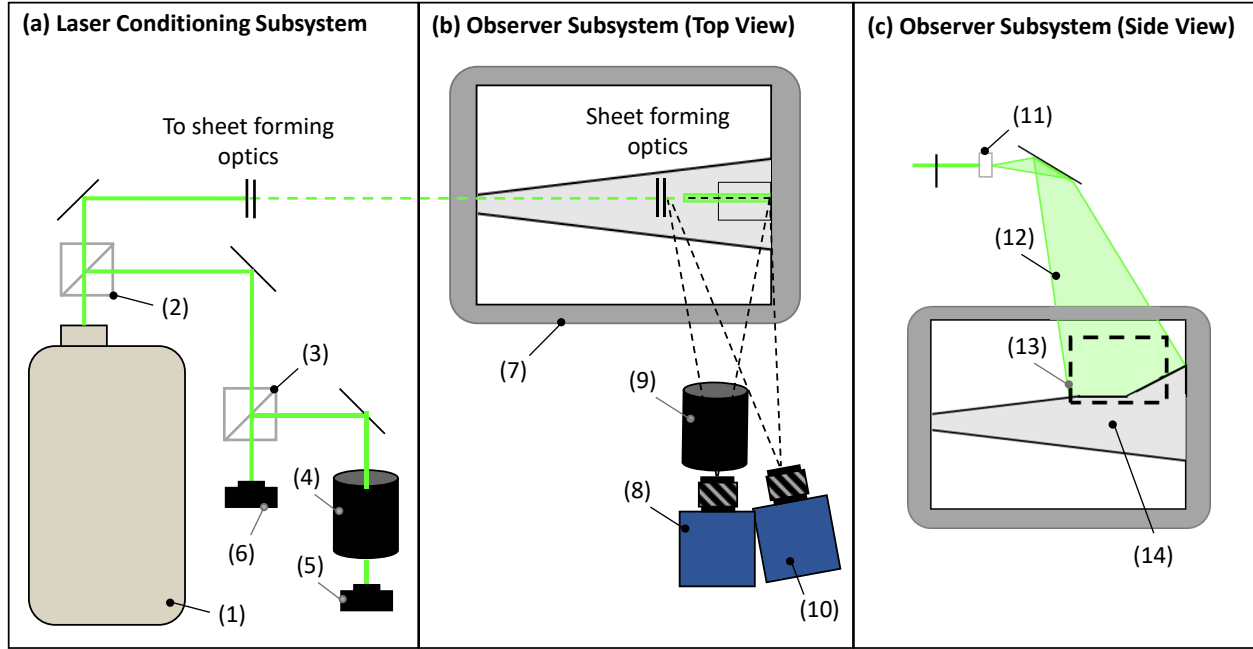 (a) Laser Conditioning Subsystem
To sheet forming
optics
(2)
(3)
(4)
(6)
(5)
(1)
(b) Observer Subsystem (Top View)
Sheet forming
optics
(7)
(9)
(8)
(10)
(c) Observer Subsystem (Side View)
(11)
(12)
(13)
(14)